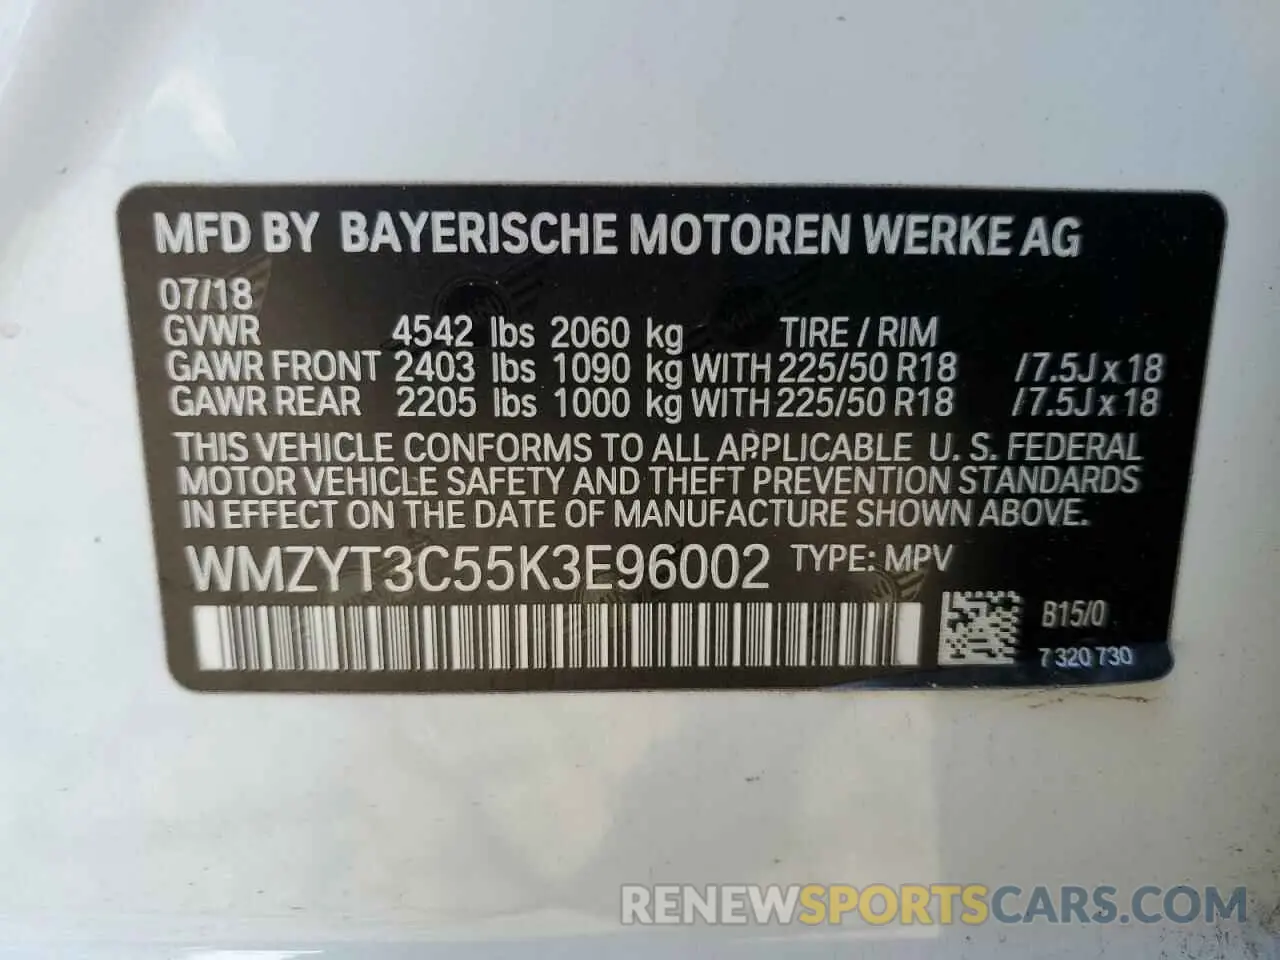 MFD BY BAYERISCHE MOTOREN WERKE AG
07/18
GVWR 4542 lbs 2060 kg TIRE / RIM
GAWR FRONT 2403 lbs 1090 kg WITH 225/50 R18 / 7.5J x 18
GAWR REAR 2205 lbs 1000 kg WITH 225/50 R18 / 7.5J x 18
THIS VEHICLE CONFORMS TO ALL APPLICABLE U. S. FEDERAL
MOTOR VEHICLE SAFETY AND THEFT PREVENTION STANDARDS
IN EFFECT ON THE DATE OF MANUFACTURE SHOWN ABOVE.
WMZYT3C55K3E96002 TYPE: MPV
B15/0
7 320 730
RENEWSPORTSCARS.COM